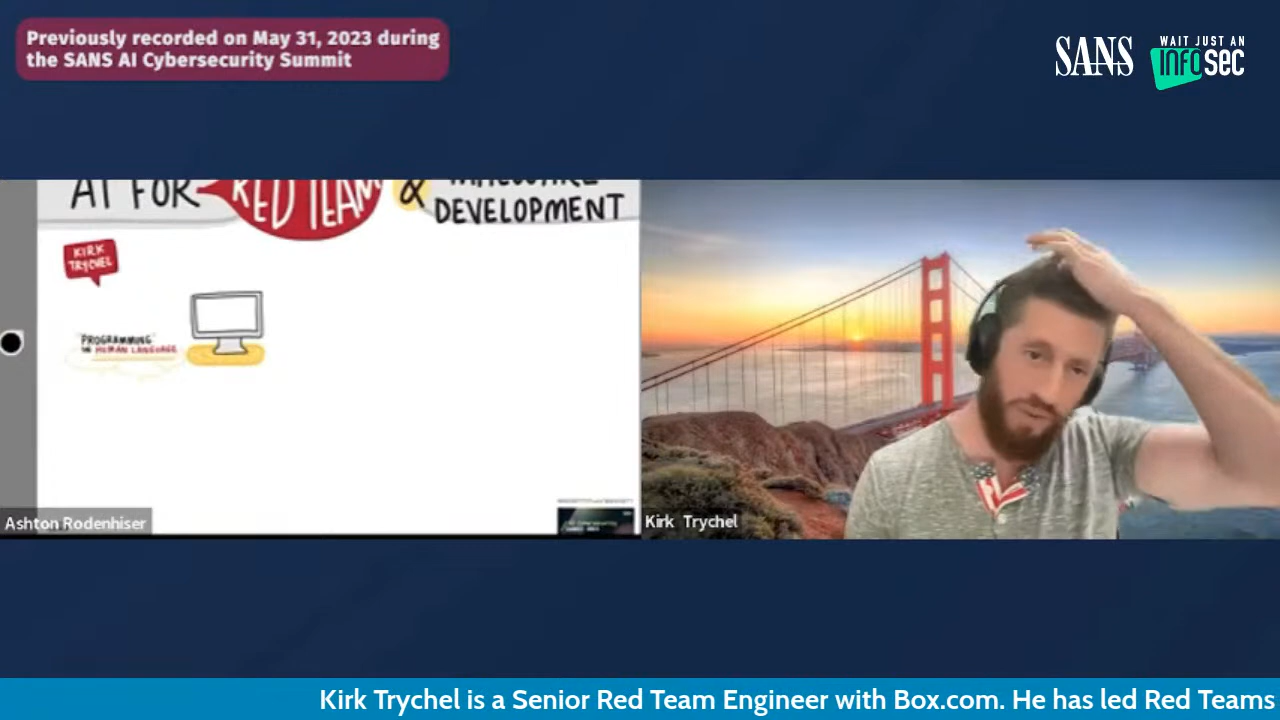 Previously recorded on May 31, 2023 during
the SANS AI Cybersecurity Summit
SANS
WAIT JUST AN
INFOSEC
AI FOR
RED TEAM
&
MALWARE
DEVELOPMENT
KIRK
TRYCHEL
"PROGRAMMING"
IN HUMAN LANGUAGE
Ashton Rodenhiser
Kirk Trychel
Kirk Trychel is a Senior Red Team Engineer with Box.com. He has led Red Teams